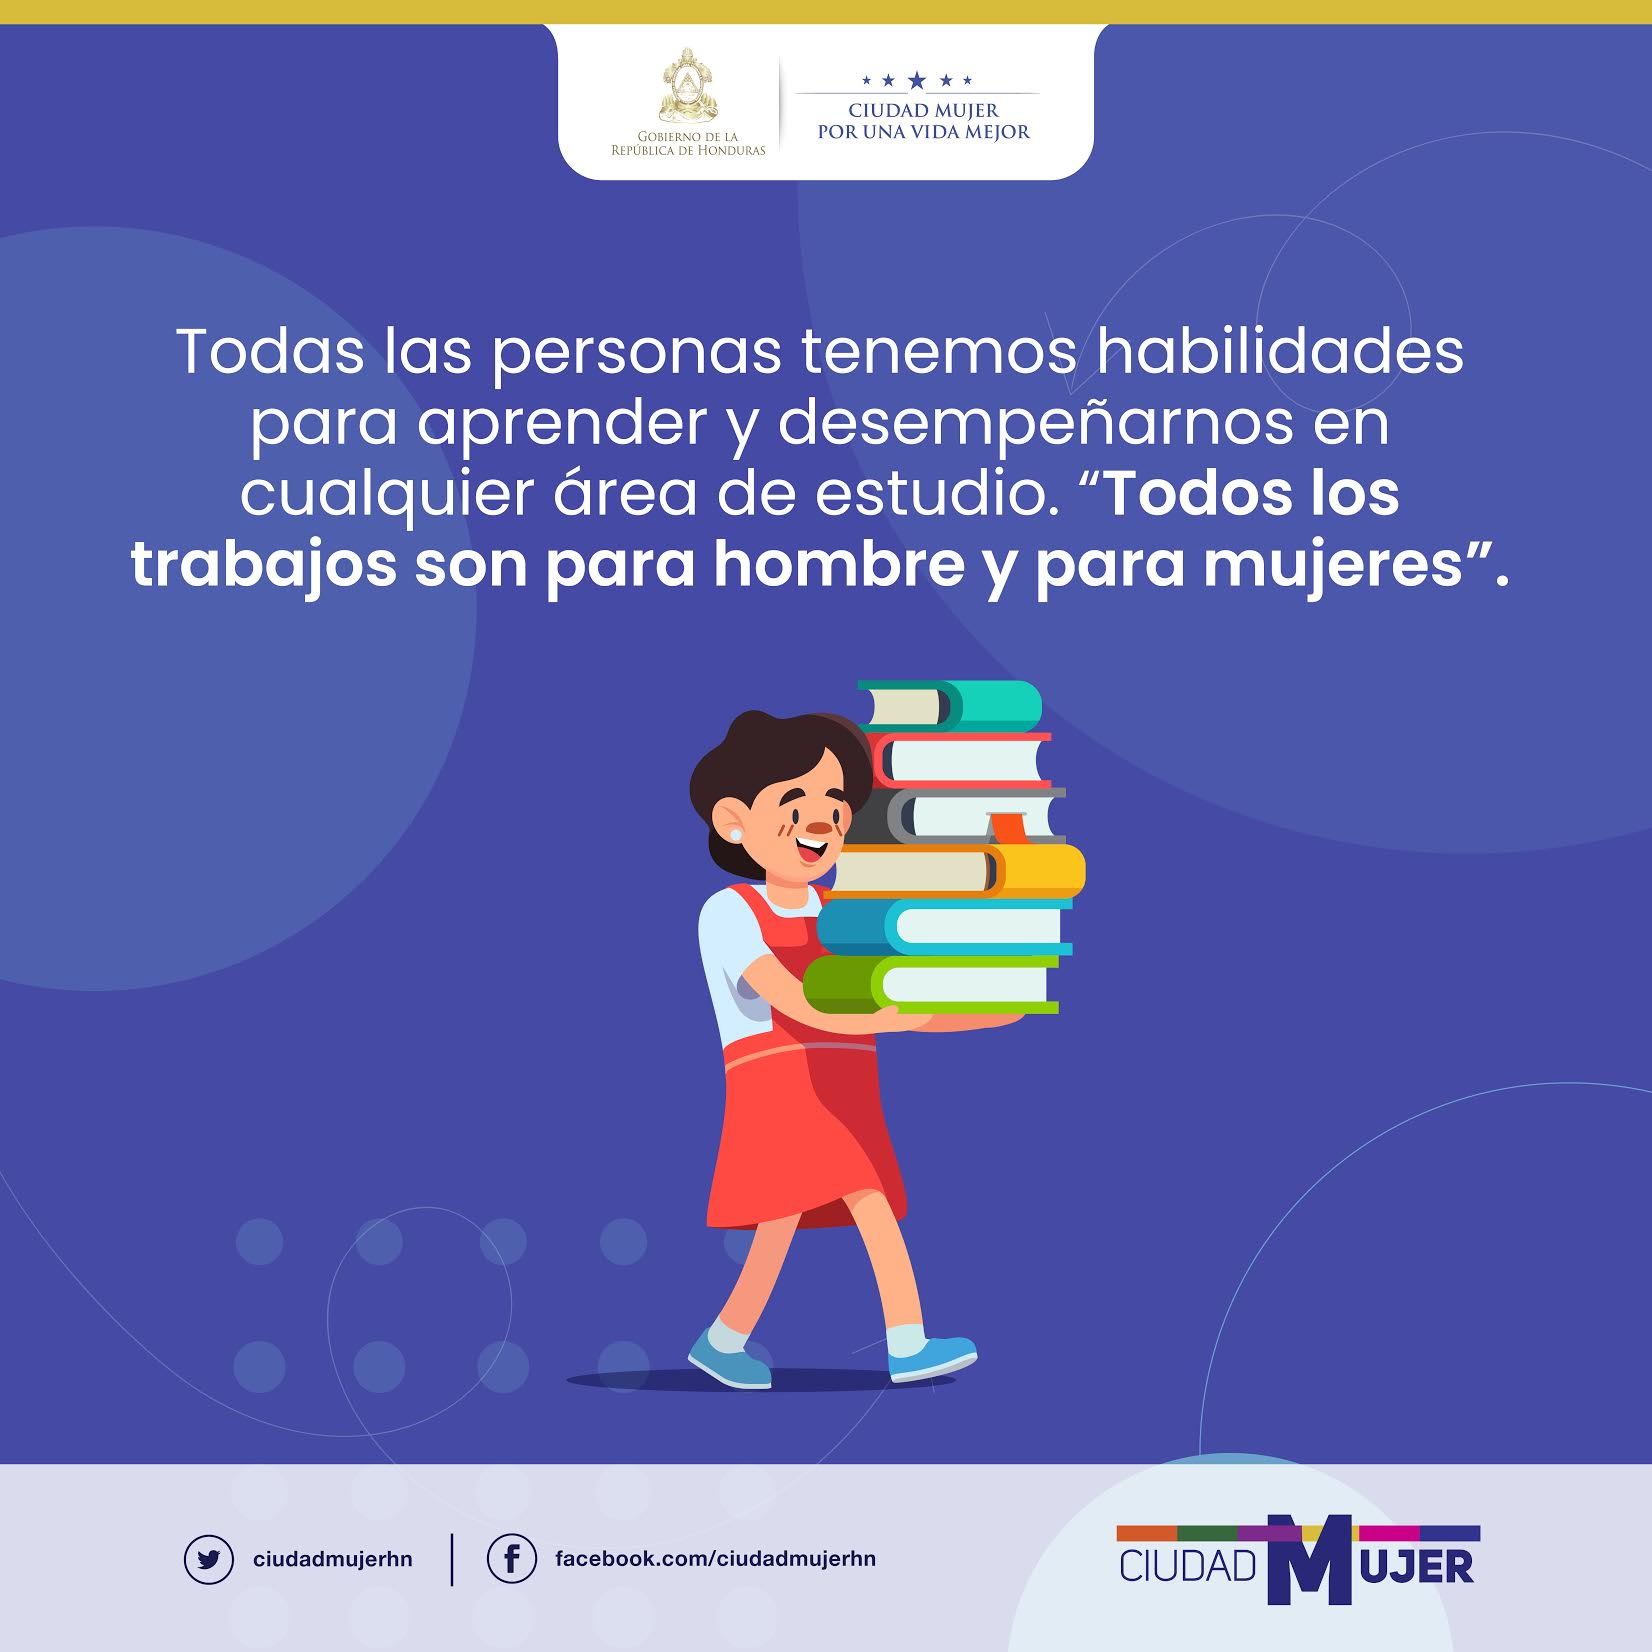 GOBIERNO DE LA
REPÚBLICA DE HONDURAS
CIUDAD MUJER
POR UNA VIDA MEJOR
Todas las personas tenemos habilidades
para aprender y desempeñarnos en
cualquier área de estudio. “Todos los
trabajos son para hombre y para mujeres”.
ciudadmujerhn
facebook.com/ciudadmujerhn
CIUDAD MUJER